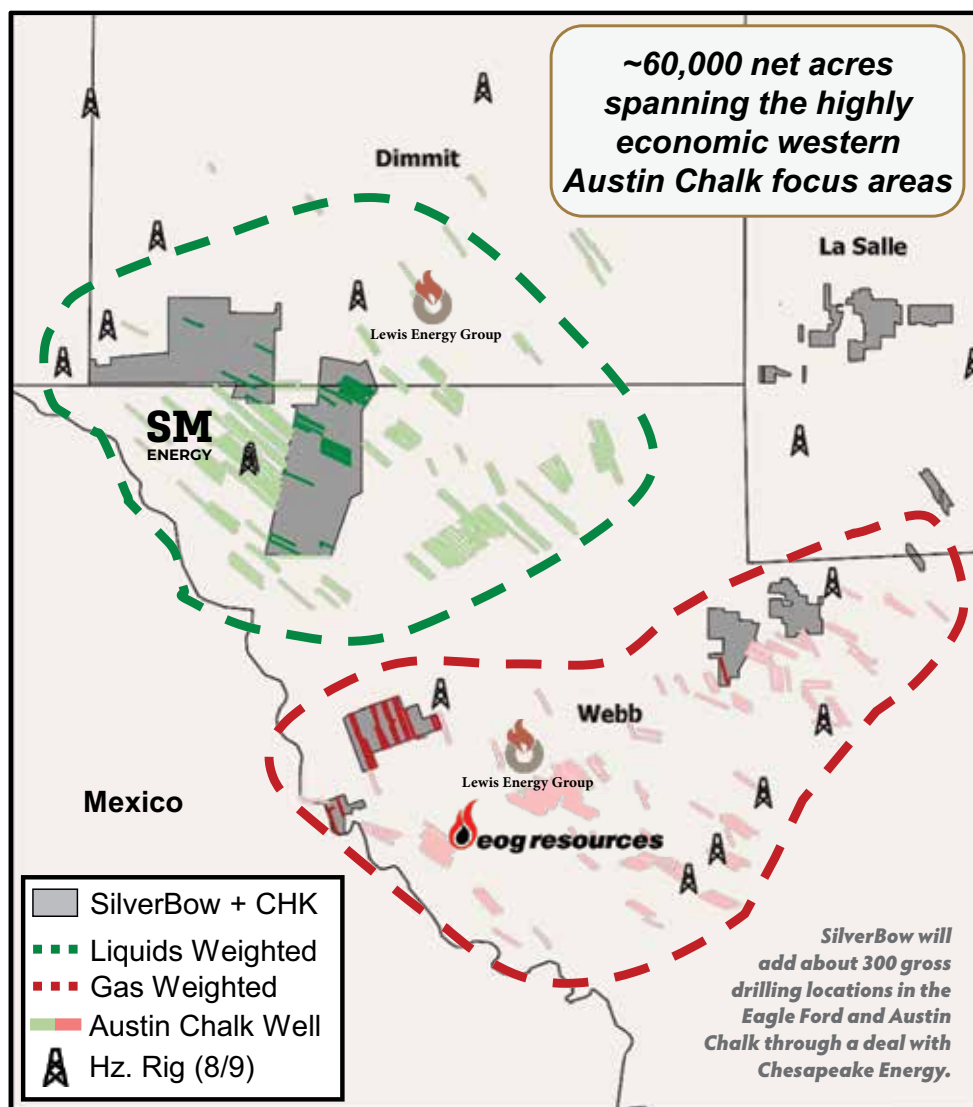 ~60,000 net acres
spanning the highly
economic western
Austin Chalk focus areas
Dimmit
La Salle
Lewis Energy Group
SM
ENERGY
Webb
Lewis Energy Group
Mexico
eog resources
SilverBow + CHK
Liquids Weighted
Gas Weighted
Austin Chalk Well
Hz. Rig (8/9)
SilverBow will
add about 300 gross
drilling locations in the
Eagle Ford and Austin
Chalk through a deal with
Chesapeake Energy.